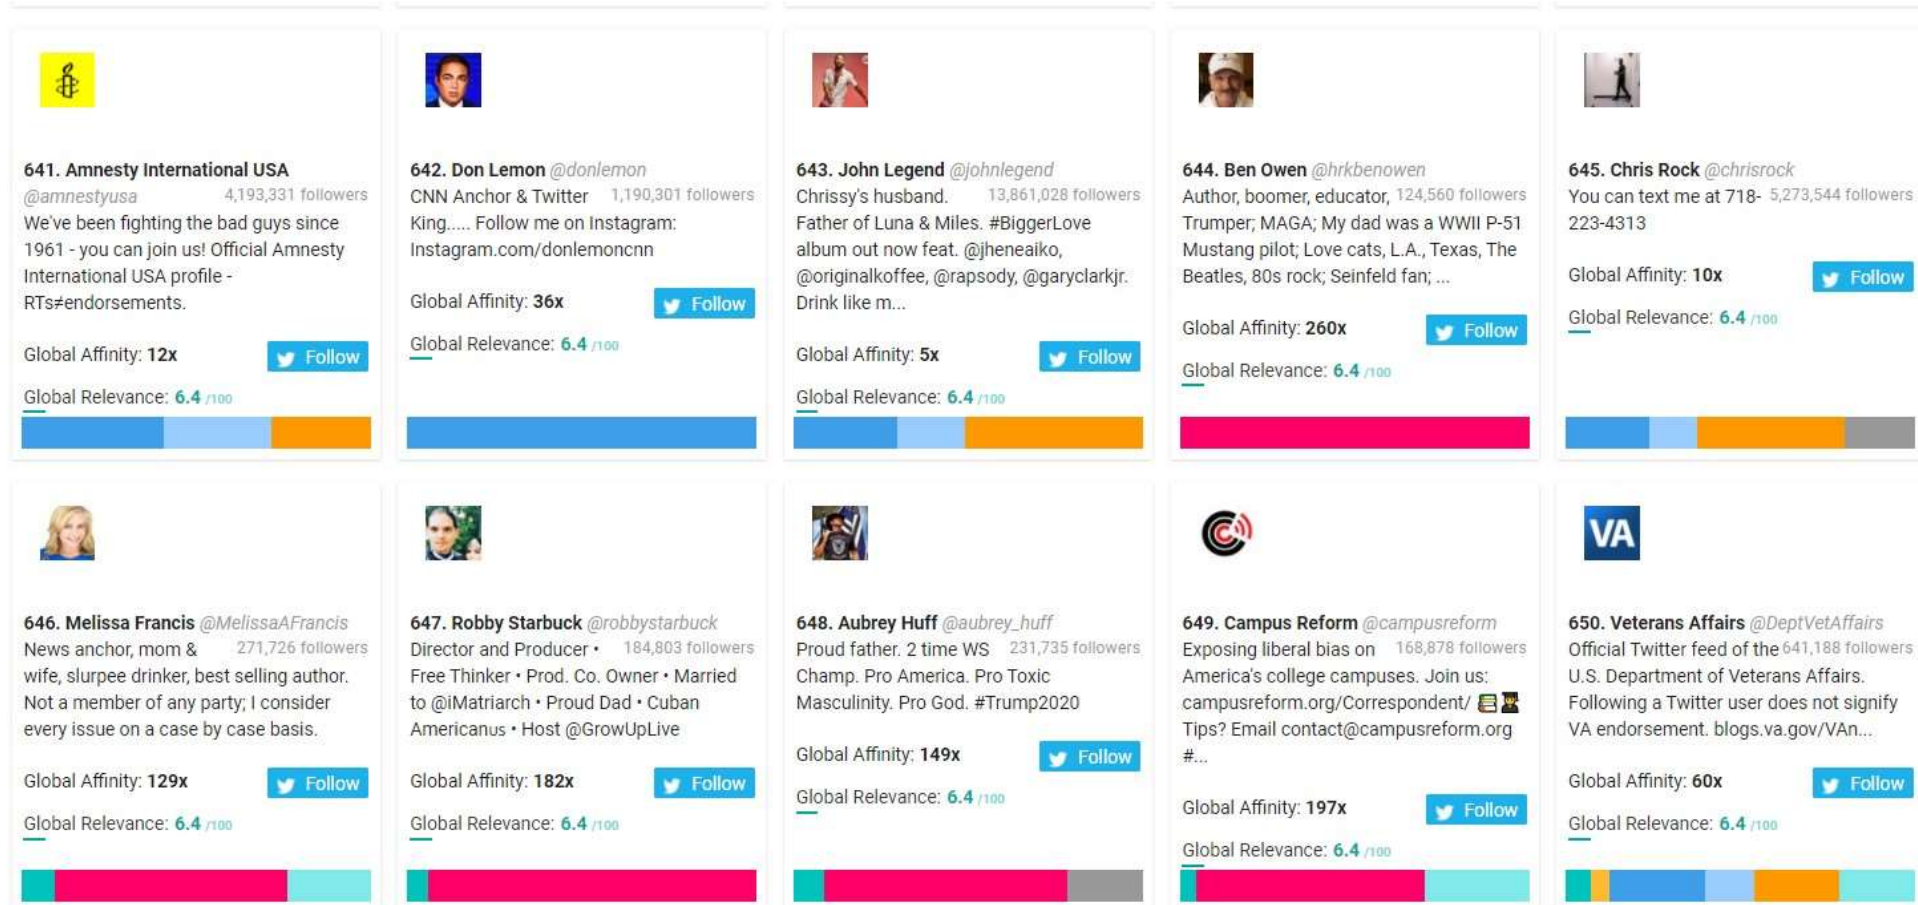 641. Amnesty International USA
@amnestyusa 4,193,331 followers
We've been fighting the bad guys since
1961 - you can join us! Official Amnesty
International USA profile -
RTs≠endorsements.
Global Affinity: 12x
Follow
Global Relevance: 6.4 /100
642. Don Lemon @donlemon
CNN Anchor & Twitter 1,190,301 followers
King..... Follow me on Instagram:
Instagram.com/donlemoncnn
Global Affinity: 36x
Follow
Global Relevance: 6.4 /100
643. John Legend @johnlegend
Chrissy's husband. 13,861,028 followers
Father of Luna & Miles. #BiggerLove
album out now feat. @jheneaiko,
@originalkoffee, @rapsody, @garyclarkjr.
Drink like m...
Global Affinity: 5x
Follow
Global Relevance: 6.4 /100
644. Ben Owen @hrkbenowen
Author, boomer, educator, 124,560 followers
Trumper; MAGA; My dad was a WWII P-51
Mustang pilot; Love cats, L.A., Texas, The
Beatles, 80s rock; Seinfeld fan; ...
Global Affinity: 260x
Follow
Global Relevance: 6.4 /100
645. Chris Rock @chrisrock
You can text me at 718- 5,273,544 followers
223-4313
Global Affinity: 10x
Follow
Global Relevance: 6.4 /100
646. Melissa Francis @MelissaAFrancis
News anchor, mom & 271,726 followers
wife, slurpee drinker, best selling author.
Not a member of any party; I consider
every issue on a case by case basis.
Global Affinity: 129x
Follow
Global Relevance: 6.4 /100
647. Robby Starbuck @robbystarbuck
Director and Producer • 184,803 followers
Free Thinker • Prod. Co. Owner • Married
to @iMatriarch • Proud Dad • Cuban
Americanus • Host @GrowUpLive
Global Affinity: 182x
Follow
Global Relevance: 6.4 /100
648. Aubrey Huff @aubrey_huff
Proud father. 2 time WS 231,735 followers
Champ. Pro America. Pro Toxic
Masculinity. Pro God. #Trump2020
Global Affinity: 149x
Follow
Global Relevance: 6.4 /100
649. Campus Reform @campusreform
Exposing liberal bias on 168,878 followers
America's college campuses. Join us:
campusreform.org/Correspondent/
Tips? Email contact@campusreform.org
#...
Global Affinity: 197x
Follow
Global Relevance: 6.4 /100
VA
650. Veterans Affairs @DeptVetAffairs
Official Twitter feed of the 641,188 followers
U.S. Department of Veterans Affairs.
Following a Twitter user does not signify
VA endorsement. blogs.va.gov/VAn...
Global Affinity: 60x
Follow
Global Relevance: 6.4 /100